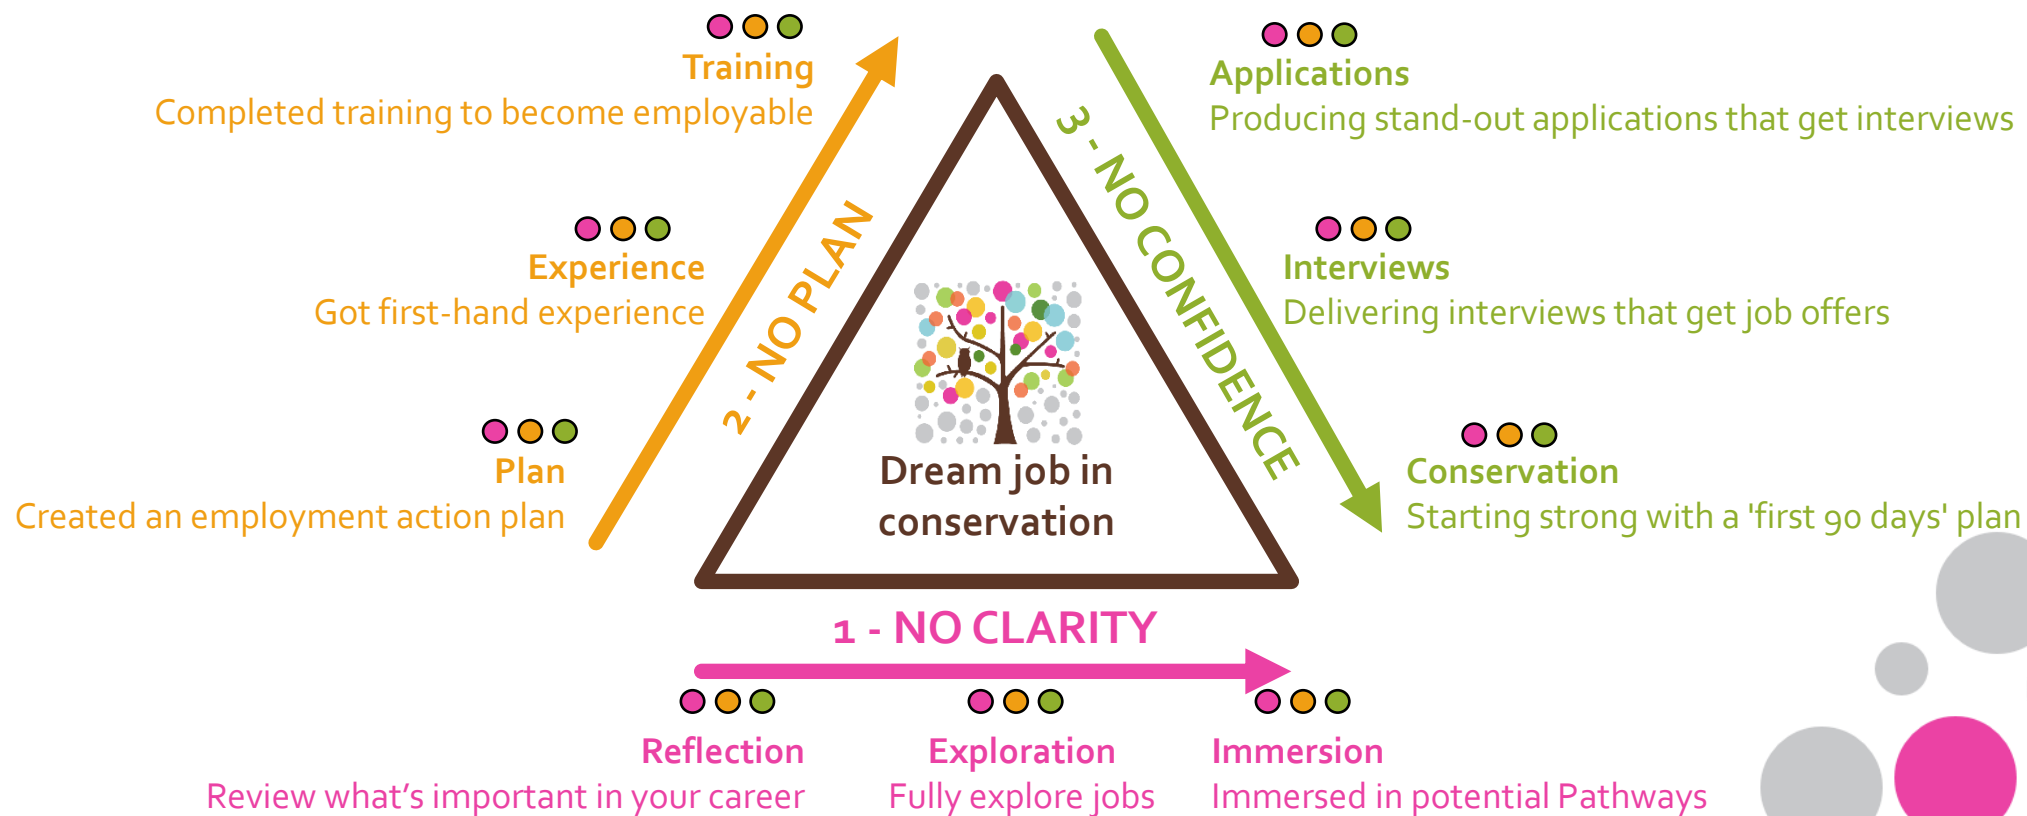 Training
Completed training to become employable
Experience
Got first-hand experience
Plan
Created an employment action plan
2 - NO PLAN
Dream job in
conservation
3 - NO CONFIDENCE
Applications
Producing stand-out applications that get interviews
Interviews
Delivering interviews that get job offers
Conservation
Starting strong with a 'first 90 days' plan
1 - NO CLARITY
Reflection
Review what’s important in your career
Exploration
Fully explore jobs
Immersion
Immersed in potential Pathways